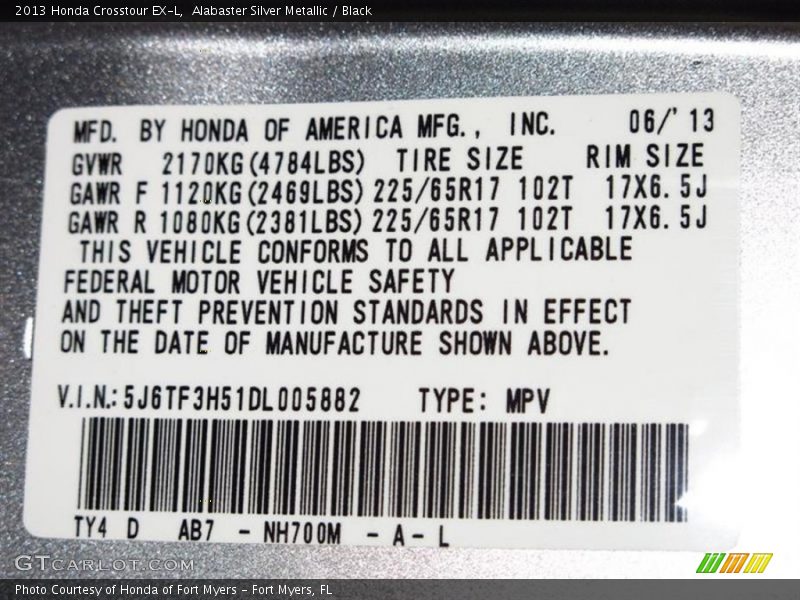 2013 Honda Crosstour EX-L,  Alabaster Silver Metallic / Black
MFD. BY HONDA OF AMERICA MFG., INC. 06/'13
GVWR 2170KG(4784LBS) TIRE SIZE RIM SIZE
GAWR F 1120KG(2469LBS) 225/65R17 102T 17X6.5J
GAWR R 1080KG(2381LBS) 225/65R17 102T 17X6.5J
THIS VEHICLE CONFORMS TO ALL APPLICABLE
FEDERAL MOTOR VEHICLE SAFETY
AND THEFT PREVENTION STANDARDS IN EFFECT
ON THE DATE OF MANUFACTURE SHOWN ABOVE.
V.I.N.: 5J6TF3H51DL005882 TYPE: MPV
TY4 D AB7 - NH700M - A - L
GTCARLOT.COM
Photo Courtesy of Honda of Fort Myers - Fort Myers, FL